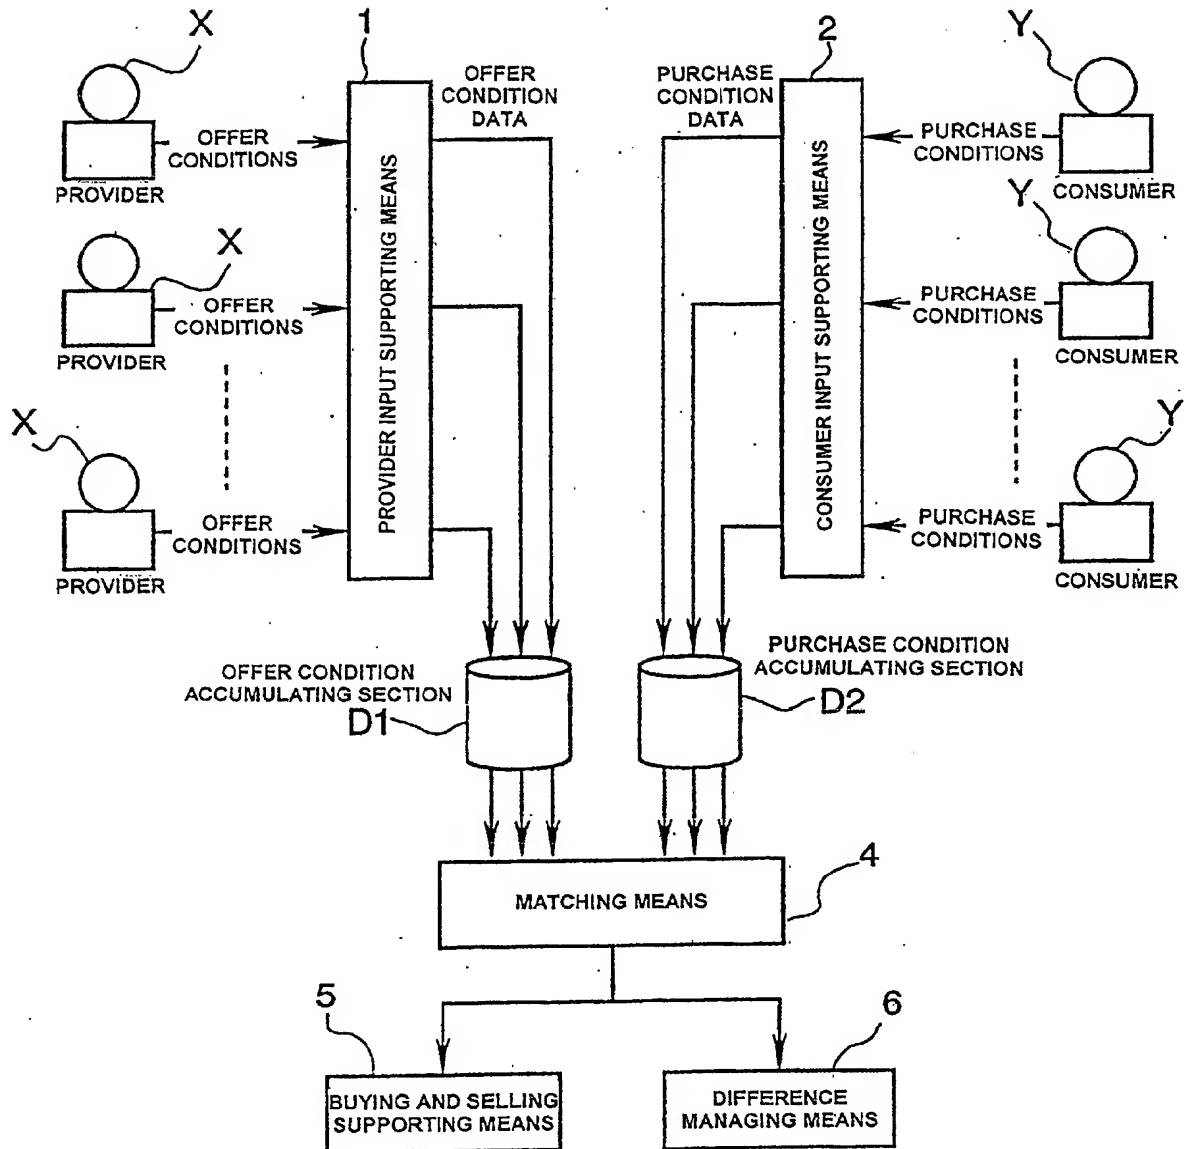 X
1
2
Y
OFFER
CONDITION
DATA
PURCHASE
CONDITION
DATA
OFFER
CONDITIONS
PURCHASE
CONDITIONS
PROVIDER
CONSUMER
X
Y
OFFER
CONDITIONS
PURCHASE
CONDITIONS
PROVIDER
CONSUMER
PROVIDER INPUT SUPPORTING MEANS
CONSUMER INPUT SUPPORTING MEANS
X
Y
OFFER
CONDITIONS
PURCHASE
CONDITIONS
PROVIDER
CONSUMER
OFFER CONDITION
ACCUMULATING SECTION
D1
PURCHASE CONDITION
ACCUMULATING SECTION
D2
4
MATCHING MEANS
5
6
BUYING AND SELLING
SUPPORTING MEANS
DIFFERENCE
MANAGING MEANS